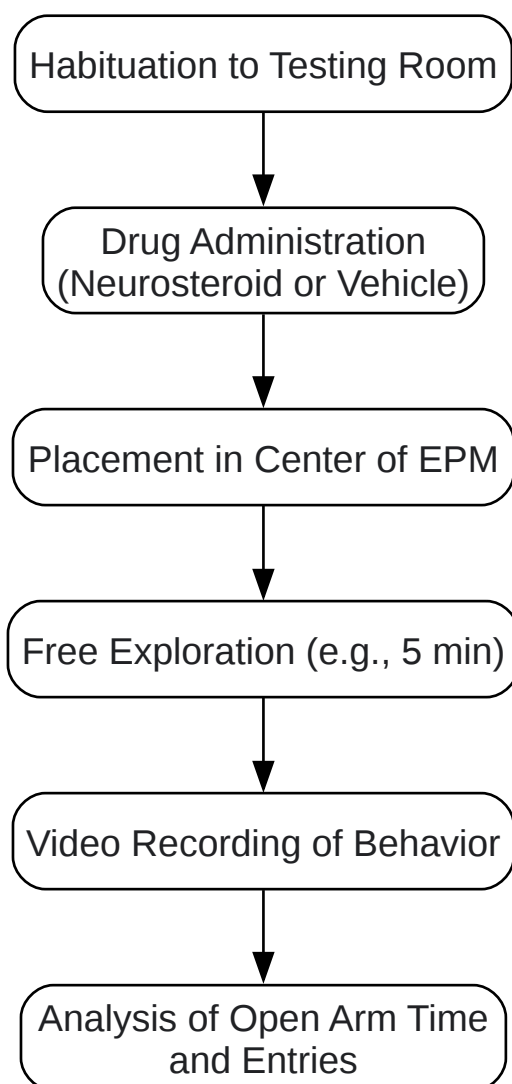 Habituation to Testing Room
Drug Administration
(Neurosteroid or Vehicle)
Placement in Center of EPM
Free Exploration (e.g., 5 min)
Video Recording of Behavior
Analysis of Open Arm Time
and Entries